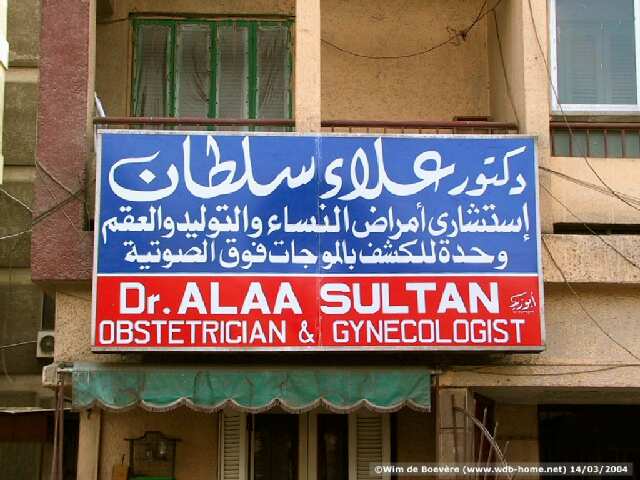 دكتور علاء سلطان
إستشارى أمراض النساء والتوليد والعقم
وحدة للكشف بالموجات فوق الصوتية
Dr. ALAA SULTAN
OBSTETRICIAN & GYNECOLOGIST
©Wim de Boevère (www.wdb-home.net) 14/03/2004